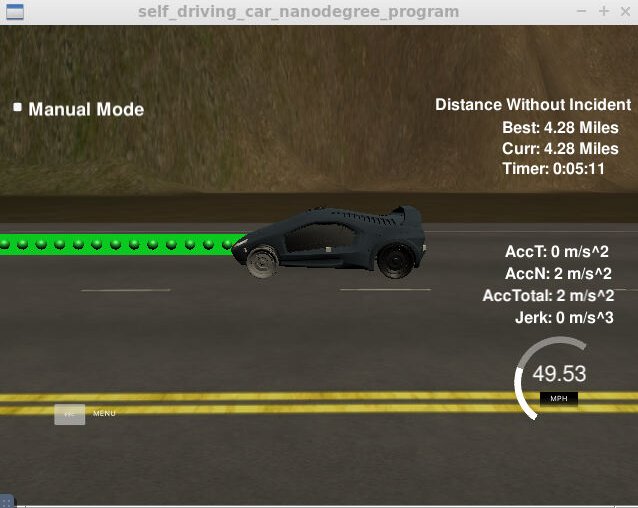 self_driving_car_nanodegree_program
Manual Mode
Distance Without Incident
Best: 4.28 Miles
Curr: 4.28 Miles
Timer: 0:05:11
AccT: 0 m/s^2
AccN: 2 m/s^2
AccTotal: 2 m/s^2
Jerk: 0 m/s^3
49.53
MPH
MENU